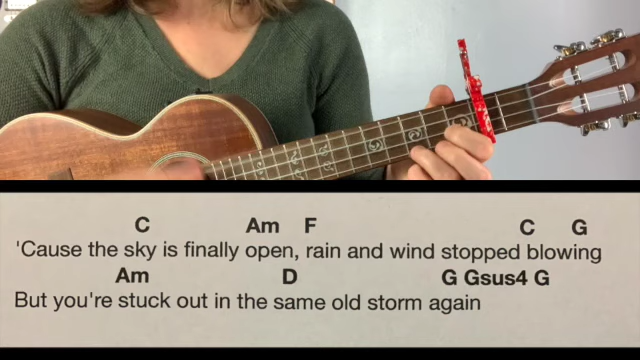 C Am F C G
'Cause the sky is finally open, rain and wind stopped blowing
Am D G Gsus4 G
But you're stuck out in the same old storm again